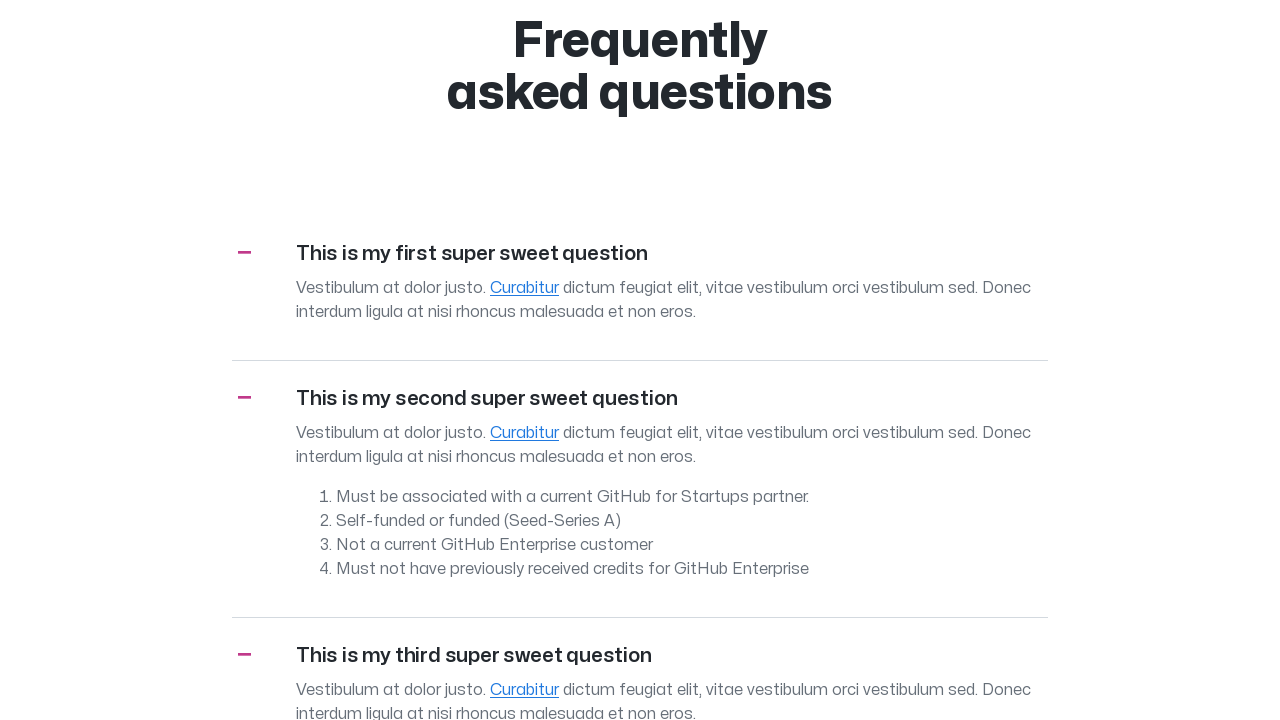 Frequently
asked questions
This is my first super sweet question
Vestibulum at dolor justo. Curabitur dictum feugiat elit, vitae vestibulum orci vestibulum sed. Donec
interdum ligula at nisi rhoncus malesuada et non eros.
This is my second super sweet question
Vestibulum at dolor justo. Curabitur dictum feugiat elit, vitae vestibulum orci vestibulum sed. Donec
interdum ligula at nisi rhoncus malesuada et non eros.
1. Must be associated with a current GitHub for Startups partner.
2. Self-funded or funded (Seed-Series A)
3. Not a current GitHub Enterprise customer
4. Must not have previously received credits for GitHub Enterprise
This is my third super sweet question
Vestibulum at dolor justo. Curabitur dictum feugiat elit, vitae vestibulum orci vestibulum sed. Donec
interdum ligula at nisi rhoncus malesuada et non eros.